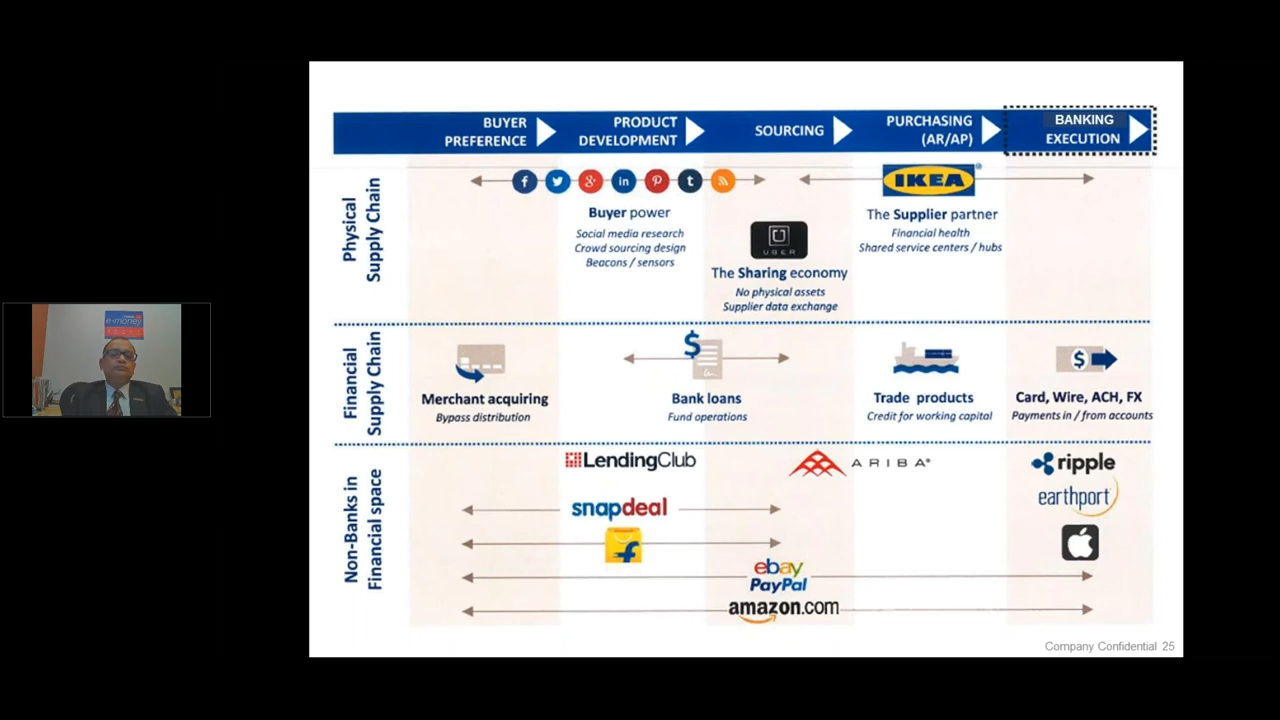 BUYER
PREFERENCE
PRODUCT
DEVELOPMENT
SOURCING
PURCHASING
(AR/AP)
BANKING
EXECUTION
Physical
Supply Chain
IKEA®
Buyer power
Social media research
Crowd sourcing design
Beacons / sensors
UBER
The Sharing economy
No physical assets
Supplier data exchange
The Supplier partner
Financial health
Shared service centers / hubs
Financial
Supply Chain
Merchant acquiring
Bypass distribution
$
Bank loans
Fund operations
Trade products
Credit for working capital
$
Card, Wire, ACH, FX
Payments in / from accounts
Non-Banks in
Financial space
LendingClub
ARIBA®
ripple
earthport
snapdeal
ebay
PayPal
amazon.com
e-money
Company Confidential 25